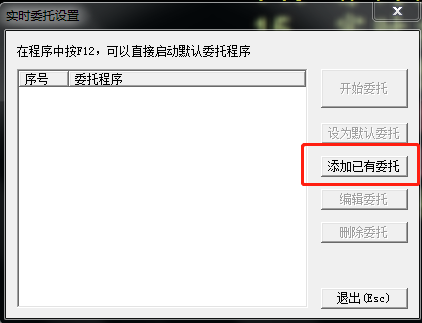 实时委托设置
在程序中按F12，可以直接启动默认委托程序
序号 委托程序
开始委托
设为默认委托
添加已有委托
编辑委托
删除委托
退出(Esc)